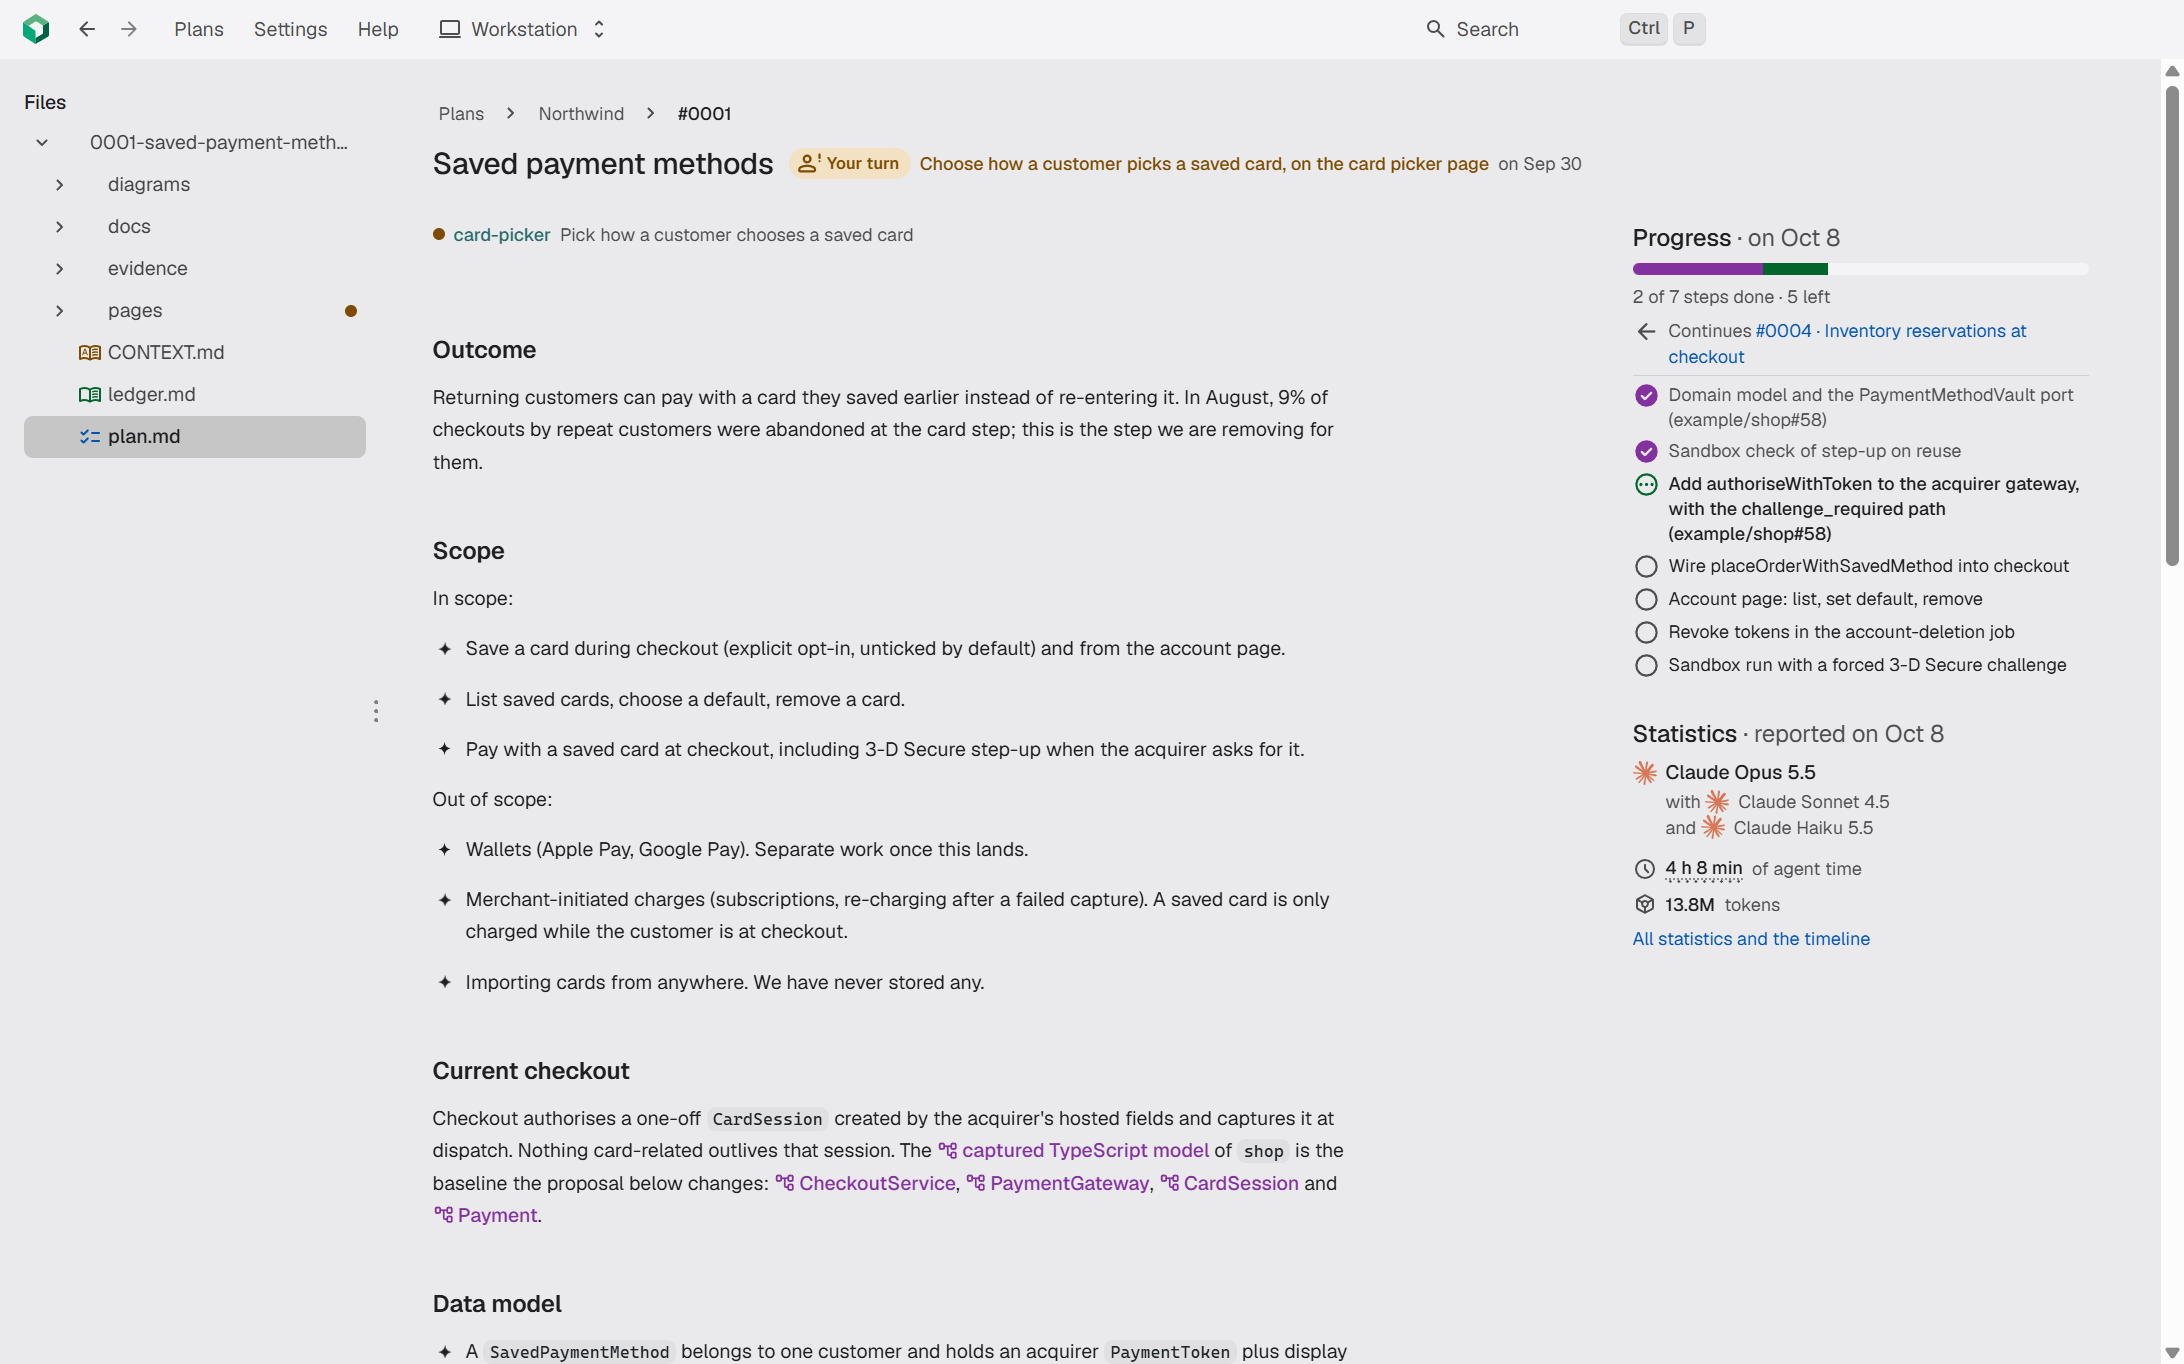 Plans
Settings
Help
Workstation
Search
Ctrl
P
Files
0001-saved-payment-meth...
diagrams
docs
evidence
pages
CONTEXT.md
ledger.md
plan.md
Plans > Northwind > #0001
Saved payment methods
Your turn
Choose how a customer picks a saved card, on the card picker page on Sep 30
card-picker Pick how a customer chooses a saved card
Outcome
Returning customers can pay with a card they saved earlier instead of re-entering it. In August, 9% of
checkouts by repeat customers were abandoned at the card step; this is the step we are removing for
them.
Scope
In scope:
Save a card during checkout (explicit opt-in, unticked by default) and from the account page.
List saved cards, choose a default, remove a card.
Pay with a saved card at checkout, including 3-D Secure step-up when the acquirer asks for it.
Out of scope:
Wallets (Apple Pay, Google Pay). Separate work once this lands.
Merchant-initiated charges (subscriptions, re-charging after a failed capture). A saved card is only
charged while the customer is at checkout.
Importing cards from anywhere. We have never stored any.
Current checkout
Checkout authorises a one-off CardSession created by the acquirer's hosted fields and captures it at
dispatch. Nothing card-related outlives that session. The captured TypeScript model of shop is the
baseline the proposal below changes: CheckoutService, PaymentGateway, CardSession and
Payment.
Data model
A SavedPaymentMethod belongs to one customer and holds an acquirer PaymentToken plus display
Progress · on Oct 8
2 of 7 steps done · 5 left
Continues #0004 · Inventory reservations at
checkout
Domain model and the PaymentMethodVault port
(example/shop#58)
Sandbox check of step-up on reuse
Add authoriseWithToken to the acquirer gateway,
with the challenge_required path
(example/shop#58)
Wire placeOrderWithSavedMethod into checkout
Account page: list, set default, remove
Revoke tokens in the account-deletion job
Sandbox run with a forced 3-D Secure challenge
Statistics · reported on Oct 8
Claude Opus 5.5
with Claude Sonnet 4.5
and Claude Haiku 5.5
4 h 8 min of agent time
13.8M tokens
All statistics and the timeline